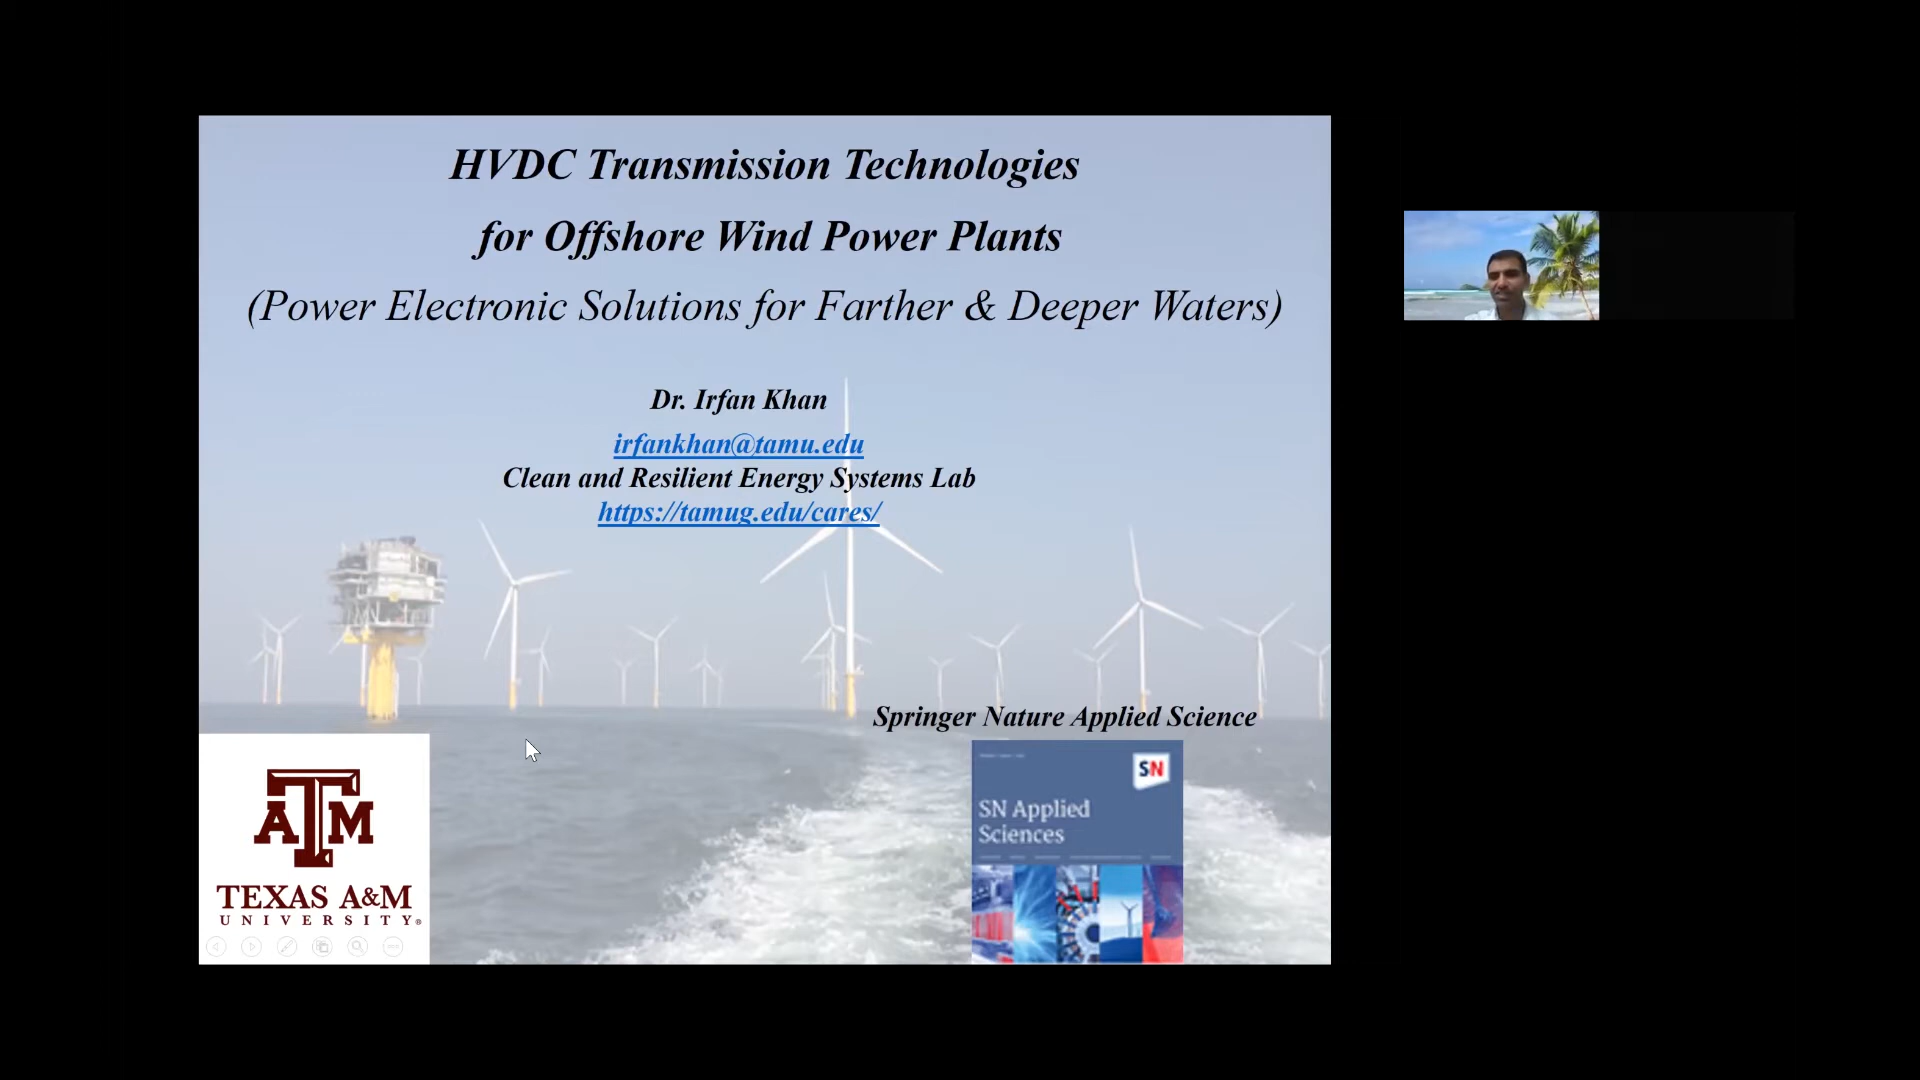 HVDC Transmission Technologies
for Offshore Wind Power Plants
(Power Electronic Solutions for Farther & Deeper Waters)
Dr. Irfan Khan
irfankhan@tamu.edu
Clean and Resilient Energy Systems Lab
https://tamug.edu/cares/
Springer Nature Applied Science
SN
SN Applied
Sciences
ATM
TEXAS A&M
UNIVERSITY®